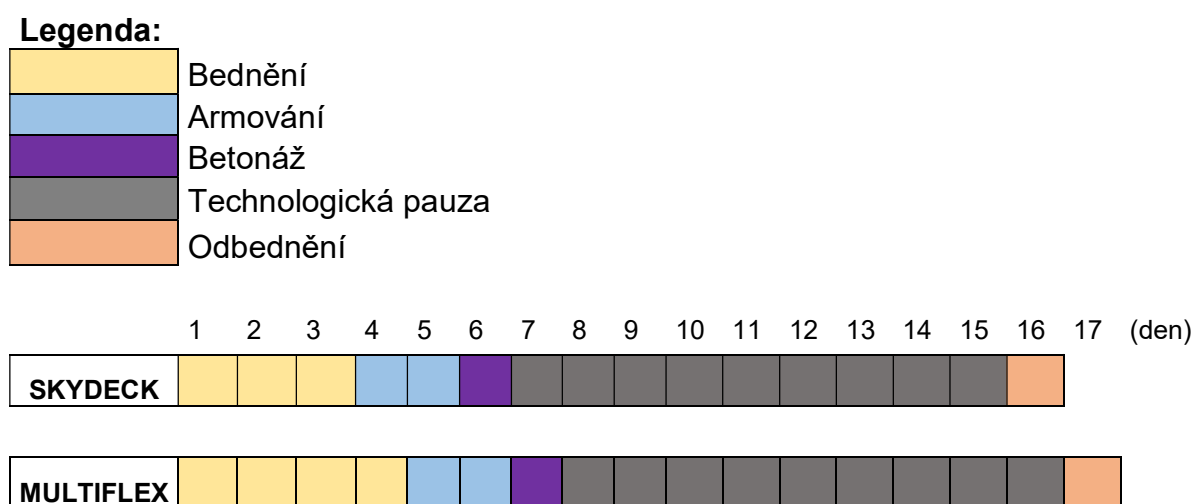 Legenda:
Bednění
Armování
Betonáž
Technologická pauza
Odbednění
1 2 3 4 5 6 7 8 9 10 11 12 13 14 15 16 17 (den)
SKYDECK
MULTIFLEX